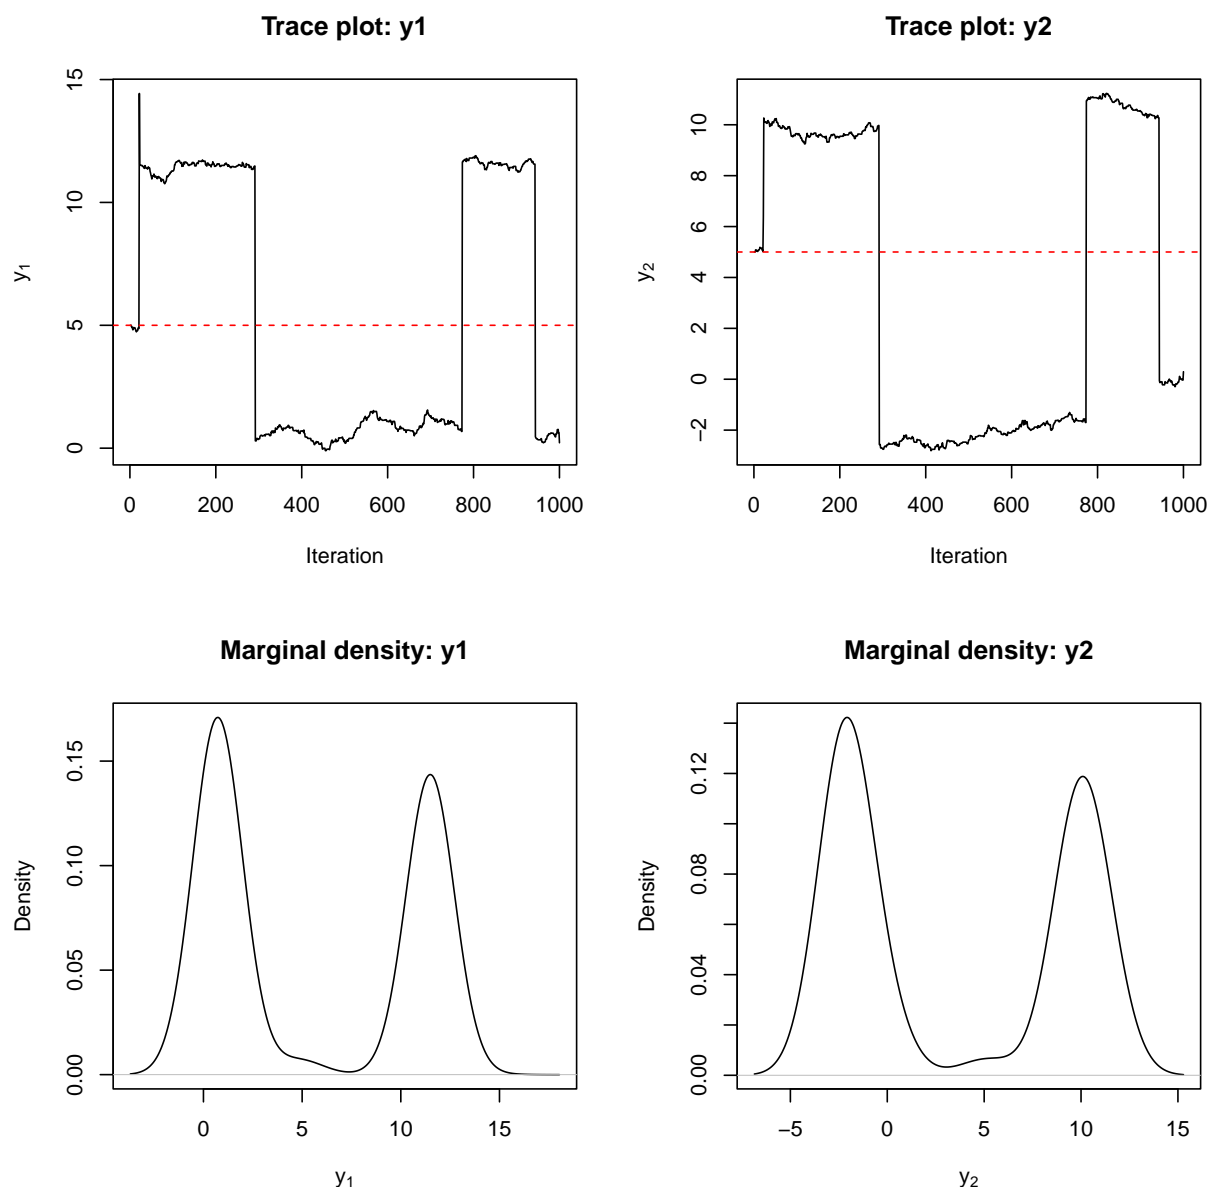 Trace plot: y1
y₁
15
10
5
0
0 200 400 600 800 1000
Iteration
Trace plot: y2
y₂
10
8
6
4
2
0
−2
0 200 400 600 800 1000
Iteration
Marginal density: y1
Density
0.15
0.10
0.05
0.00
0 5 10 15
y₁
Marginal density: y2
Density
0.12
0.08
0.04
0.00
−5 0 5 10 15
y₂